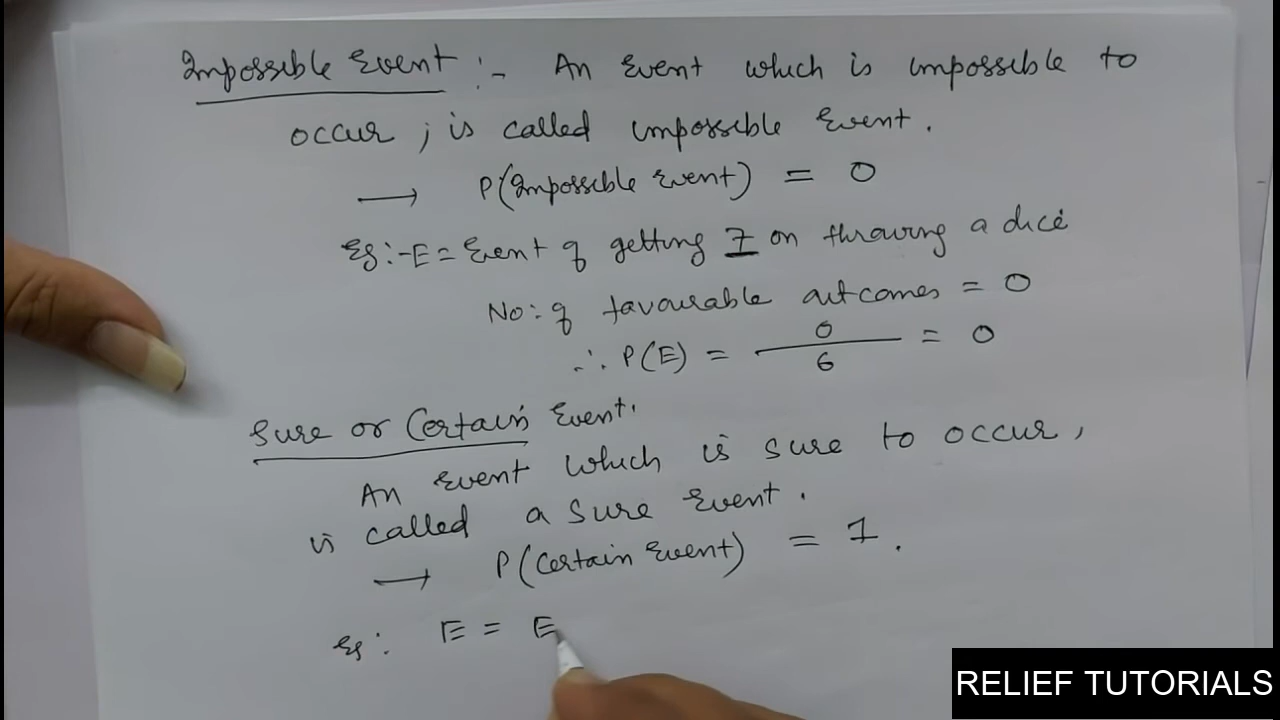 Impossible Event :- An Event which is impossible to
occur ; is called impossible Event.
→ P(Impossible Event) = 0
Eg:- E = Event of getting 7 on throwing a dice
No: of favourable outcomes = 0
∴ P(E) = 0/6 = 0
Sure or Certain Event.
An event which is sure to occur,
is called a sure Event.
→ P(Certain Event) = 1.
Eg: E = E
RELIEF TUTORIALS